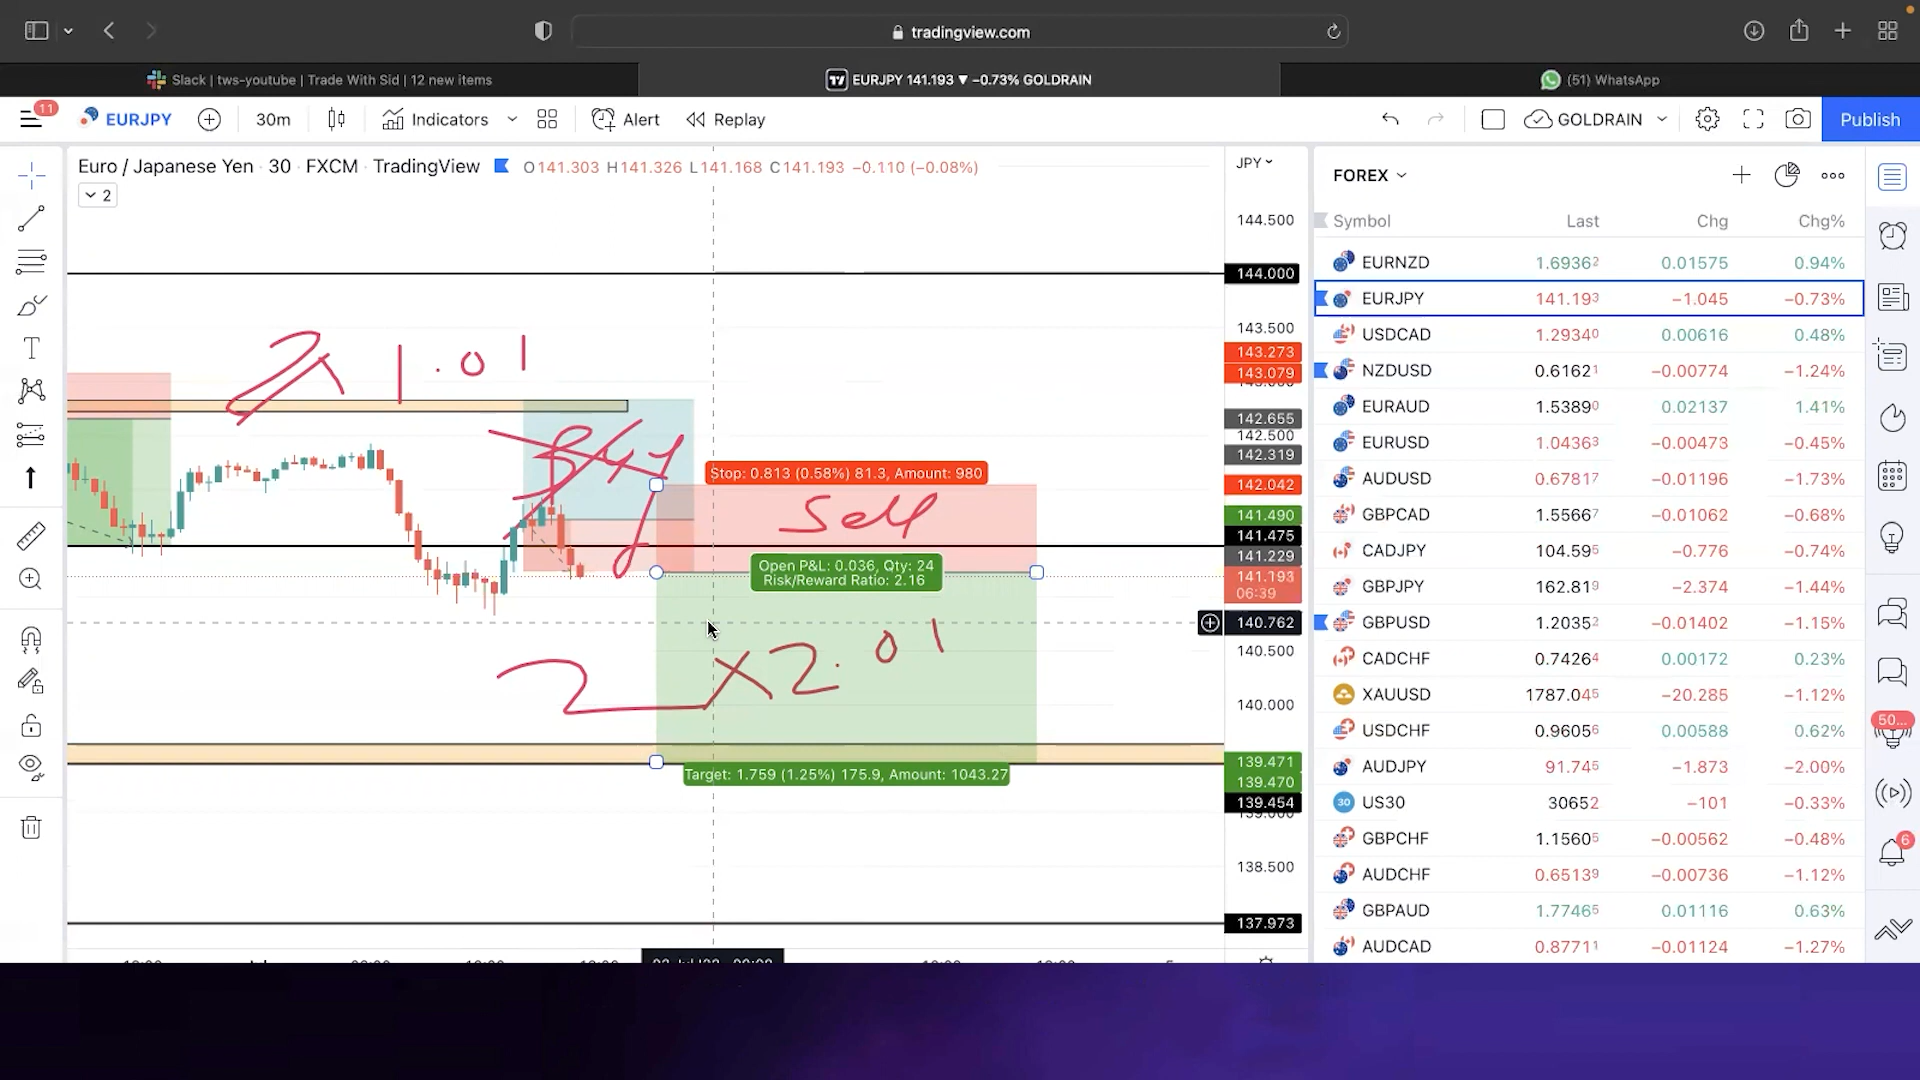 tradingview.com
Slack | tws-youtube | Trade With Sid | 12 new items
EURJPY 141.193 ▼ −0.73% GOLDRAIN
(51) WhatsApp
11
EURJPY
30m
Indicators
Alert
Replay
GOLDRAIN
Publish
Euro / Japanese Yen · 30 · FXCM · TradingView
O141.303 H141.326 L141.168 C141.193 −0.110 (−0.08%)
2
JPY
144.500
144.000
143.500
143.273
143.079
142.655
142.500
142.319
142.042
141.490
141.475
141.229
141.193
06:39
140.762
140.500
140.000
139.471
139.470
139.454
139.000
138.500
137.973
1.01
Stop: 0.813 (0.58%) 81.3, Amount: 980
Sell
Open P&L: 0.036, Qty: 24
Risk/Reward Ratio: 2.16
2.01
Target: 1.759 (1.25%) 175.9, Amount: 1043.27
FOREX
Symbol Last Chg Chg%
EURNZD 1.69362 0.01575 0.94%
EURJPY 141.193 −1.045 −0.73%
USDCAD 1.29340 0.00616 0.48%
NZDUSD 0.61621 −0.00774 −1.24%
EURAUD 1.53890 0.02137 1.41%
EURUSD 1.04363 −0.00473 −0.45%
AUDUSD 0.67817 −0.01196 −1.73%
GBPCAD 1.55667 −0.01062 −0.68%
CADJPY 104.595 −0.776 −0.74%
GBPJPY 162.819 −2.374 −1.44%
GBPUSD 1.20352 −0.01402 −1.15%
CADCHF 0.74264 0.00172 0.23%
XAUUSD 1787.045 −20.285 −1.12%
USDCHF 0.96056 0.00588 0.62%
AUDJPY 91.745 −1.873 −2.00%
30 US30 30652 −101 −0.33%
GBPCHF 1.15605 −0.00562 −0.48%
AUDCHF 0.65139 −0.00736 −1.12%
GBPAUD 1.77465 0.01116 0.63%
AUDCAD 0.87711 −0.01124 −1.27%
50...
6